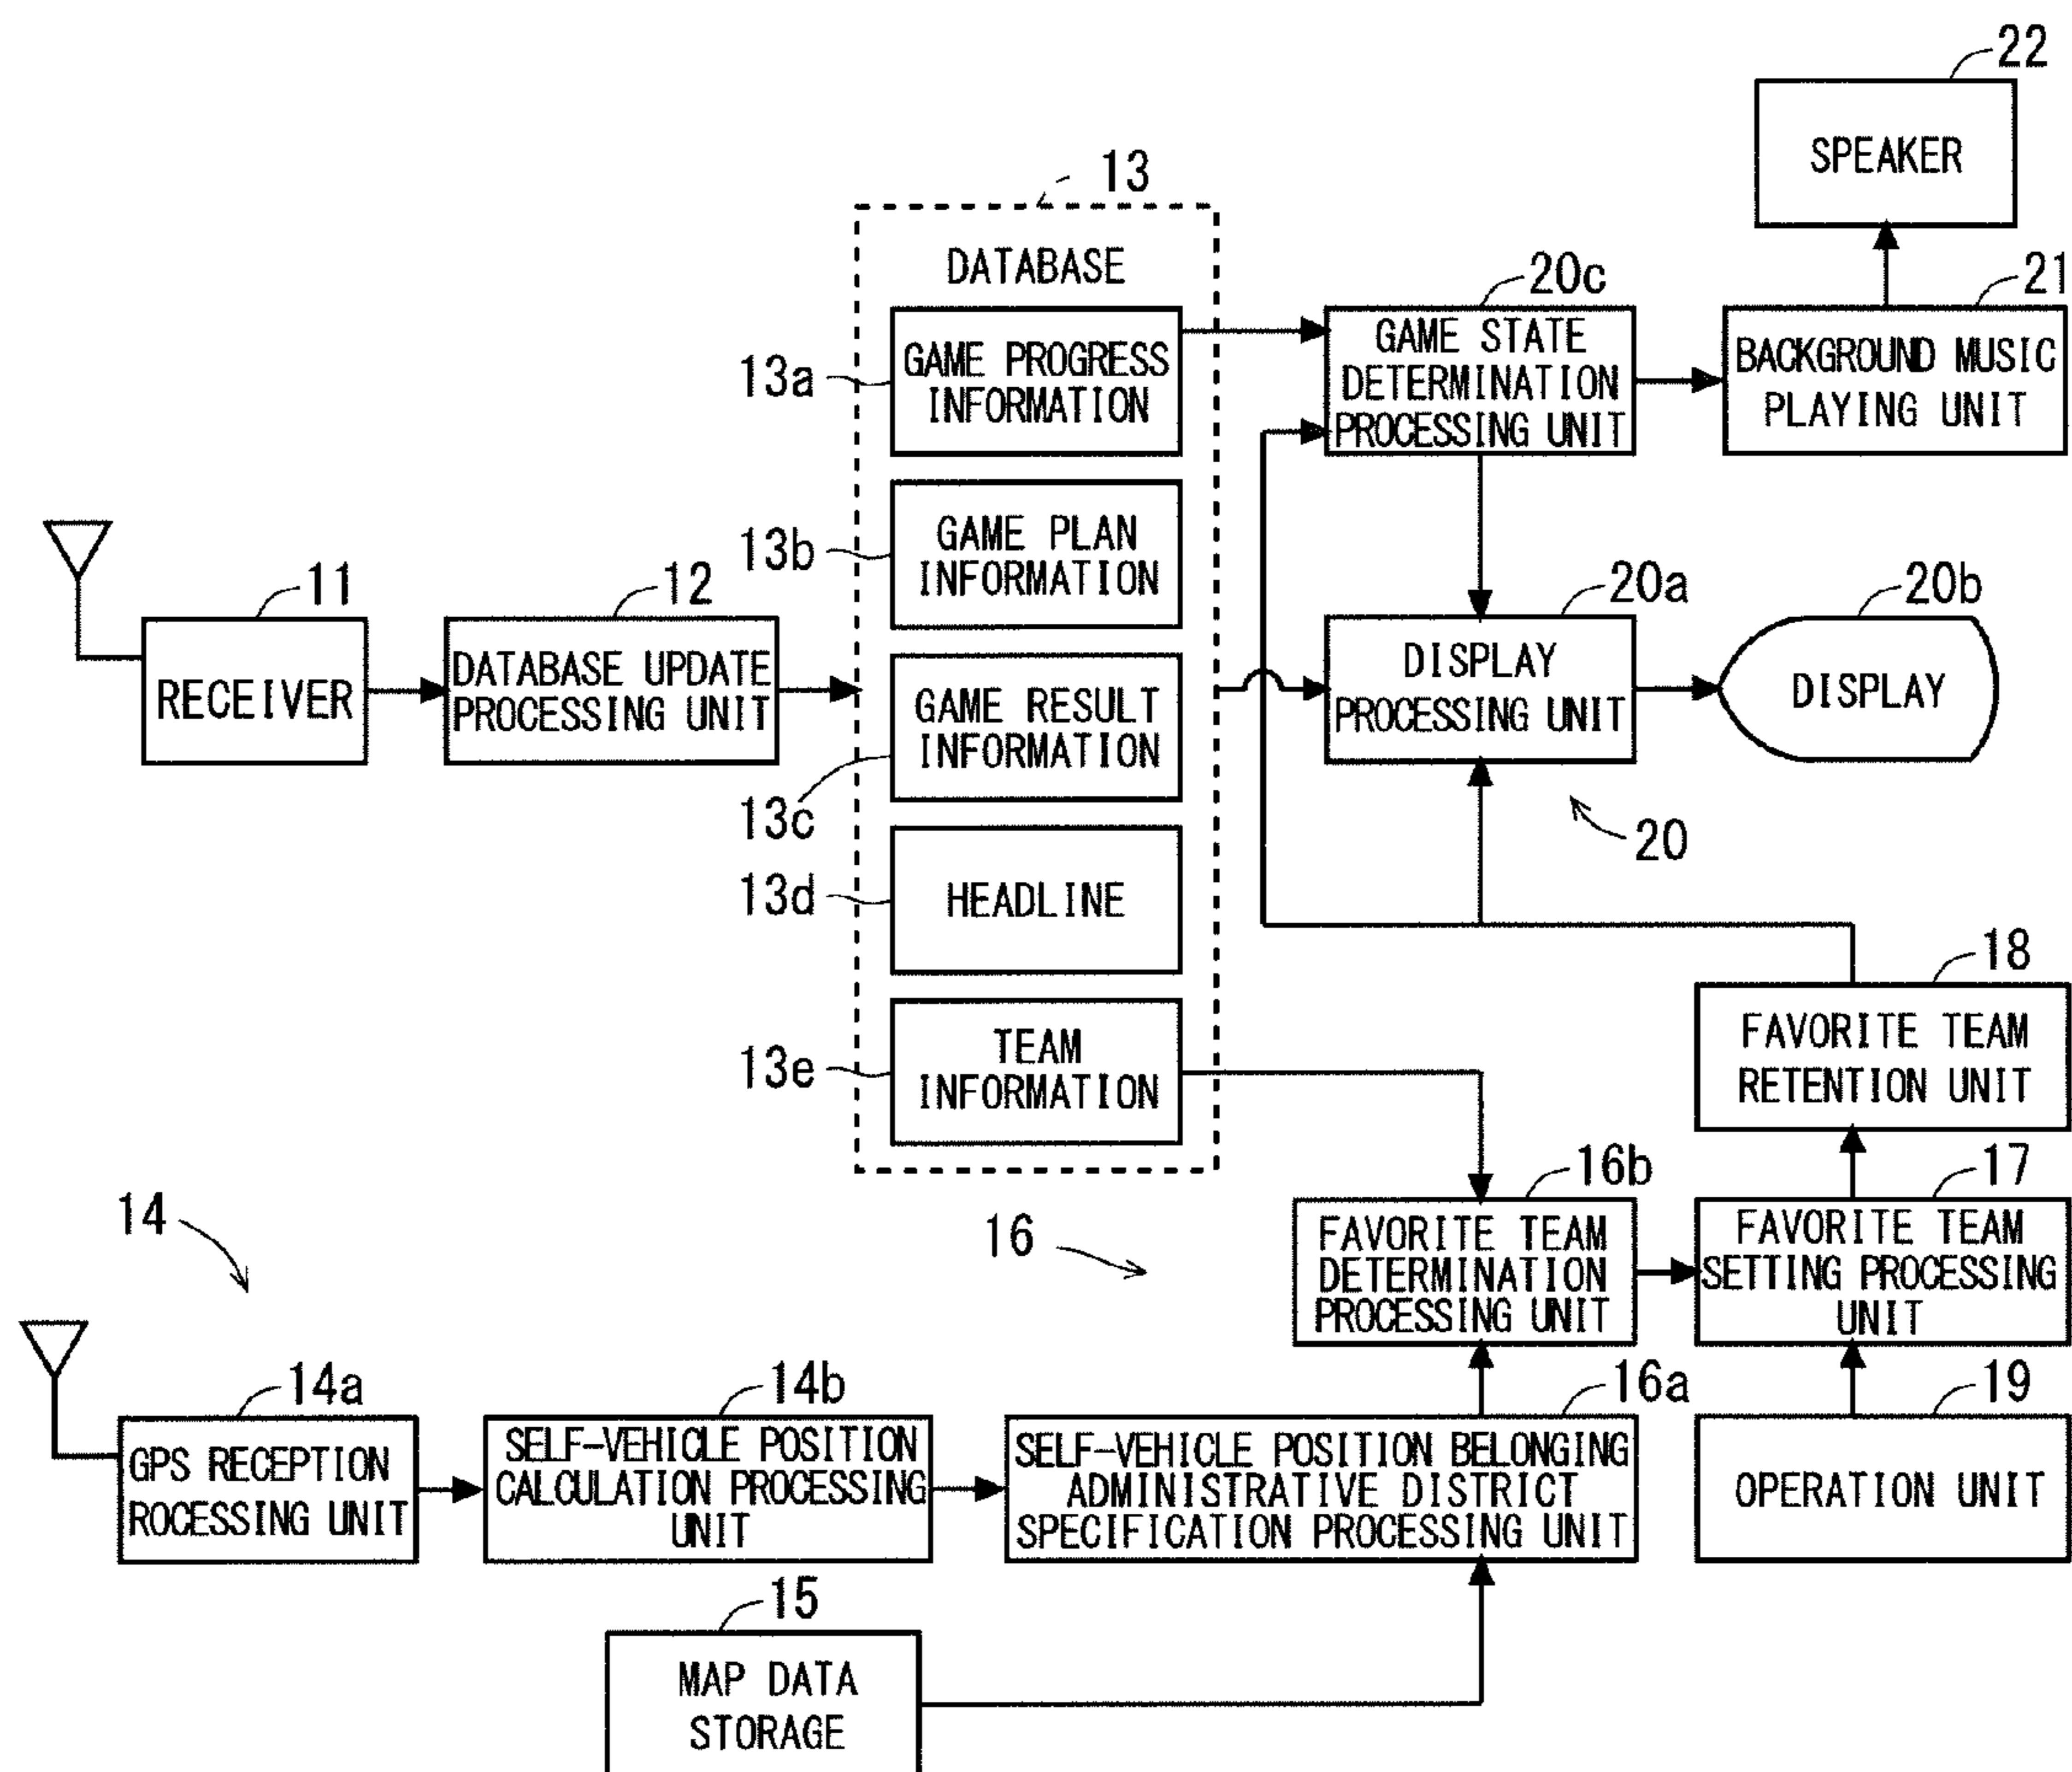 22
SPEAKER
13
DATABASE
20c
21
13a
GAME PROGRESS
INFORMATION
GAME STATE
DETERMINATION
PROCESSING UNIT
BACKGROUND MUSIC
PLAYING UNIT
13b
GAME PLAN
INFORMATION
11
12
20a
20b
RECEIVER
DATABASE UPDATE
PROCESSING UNIT
13c
GAME RESULT
INFORMATION
DISPLAY
PROCESSING UNIT
DISPLAY
20
13d
HEADLINE
18
13e
TEAM
INFORMATION
FAVORITE TEAM
RETENTION UNIT
14
16
16b
17
FAVORITE TEAM
DETERMINATION
PROCESSING UNIT
FAVORITE TEAM
SETTING PROCESSING
UNIT
14a
14b
16a
19
GPS RECEPTION
ROCESSING UNIT
SELF-VEHICLE POSITION
CALCULATION PROCESSING
UNIT
SELF-VEHICLE POSITION BELONGING
ADMINISTRATIVE DISTRICT
SPECIFICATION PROCESSING UNIT
OPERATION UNIT
15
MAP DATA
STORAGE